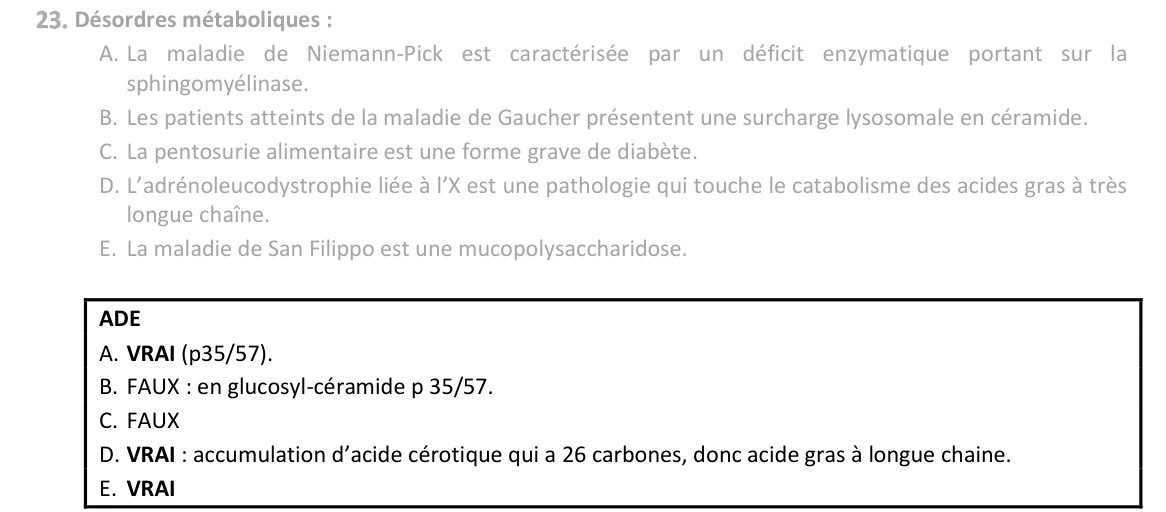 23. Désordres métaboliques :
A. La maladie de Niemann-Pick est caractérisée par un déficit enzymatique portant sur la
sphingomyélinase.
B. Les patients atteints de la maladie de Gaucher présentent une surcharge lysosomale en céramide.
C. La pentosurie alimentaire est une forme grave de diabète.
D. L’adrénoleucodystrophie liée à l’X est une pathologie qui touche le catabolisme des acides gras à très
longue chaîne.
E. La maladie de San Filippo est une mucopolysaccharidose.
ADE
A. VRAI (p35/57).
B. FAUX : en glucosyl-céramide p 35/57.
C. FAUX
D. VRAI : accumulation d’acide cérotique qui a 26 carbones, donc acide gras à longue chaine.
E. VRAI